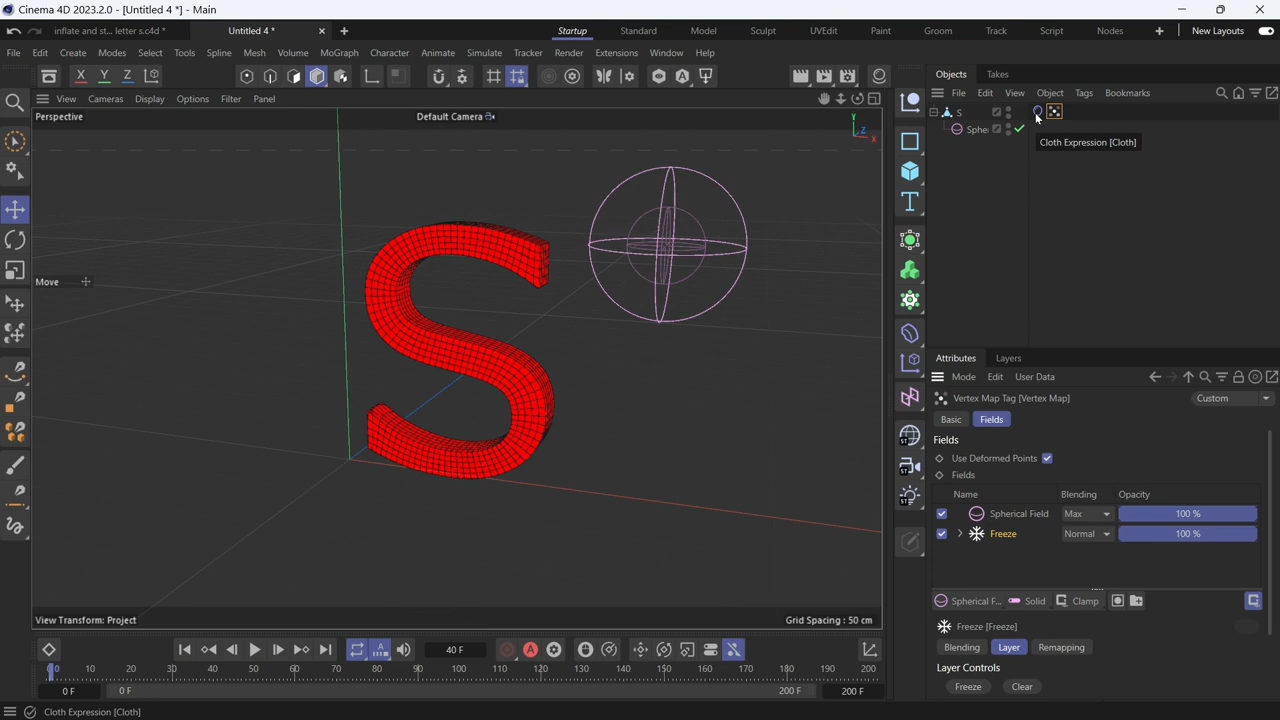 Cinema 4D 2023.2.0 - [Untitled 4 *] - Main
inflate and st... letter s.c4d *
Untitled 4 *
Startup Standard Model Sculpt UVEdit Paint Groom Track Script Nodes New Layouts
File Edit Create Modes Select Tools Spline Mesh Volume MoGraph Character Animate Simulate Tracker Render Extensions Window Help
X Y Z
Objects Takes
View Cameras Display Options Filter Panel
File Edit View Object Tags Bookmarks
Perspective
Default Camera
Y
Z
X
S
Sphe
Cloth Expression [Cloth]
Move
S
Attributes Layers
Mode Edit User Data
Vertex Map Tag [Vertex Map]
Custom
Basic Fields
Fields
Use Deformed Points
Fields
Name Blending Opacity
Spherical Field Max 100 %
Freeze Normal 100 %
Spherical F... Solid Clamp
Freeze [Freeze]
Blending Layer Remapping
Layer Controls
Freeze Clear
ST
ST
ST
View Transform: Project
Grid Spacing : 50 cm
A
40 F
A
0 10 20 30 40 50 60 70 80 90 100 110 120 130 140 150 160 170 180 190 200
0 F
0 F
200 F
200 F
Cloth Expression [Cloth]